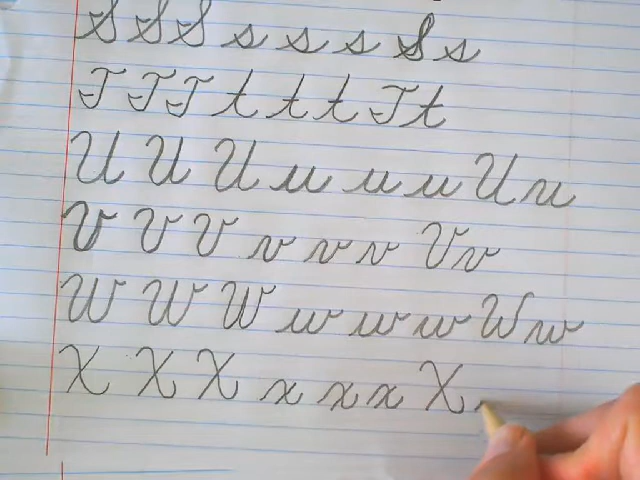 S S S s s s S s
T T T t t t T t
U U U u u u U u
V V V v v v V v
W W W w w w W w
X X X x x x X